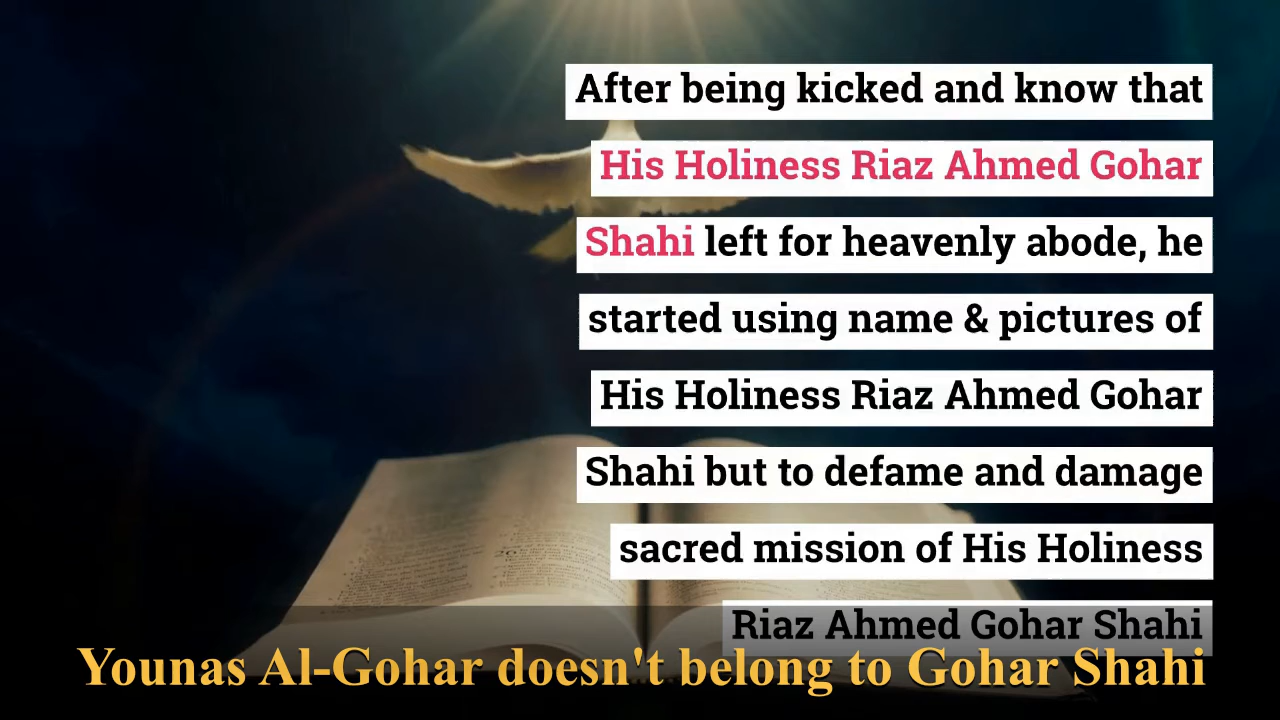 After being kicked and know that
His Holiness Riaz Ahmed Gohar
Shahi left for heavenly abode, he
started using name & pictures of
His Holiness Riaz Ahmed Gohar
Shahi but to defame and damage
sacred mission of His Holiness
Riaz Ahmed Gohar Shahi
Younas Al-Gohar doesn't belong to Gohar Shahi